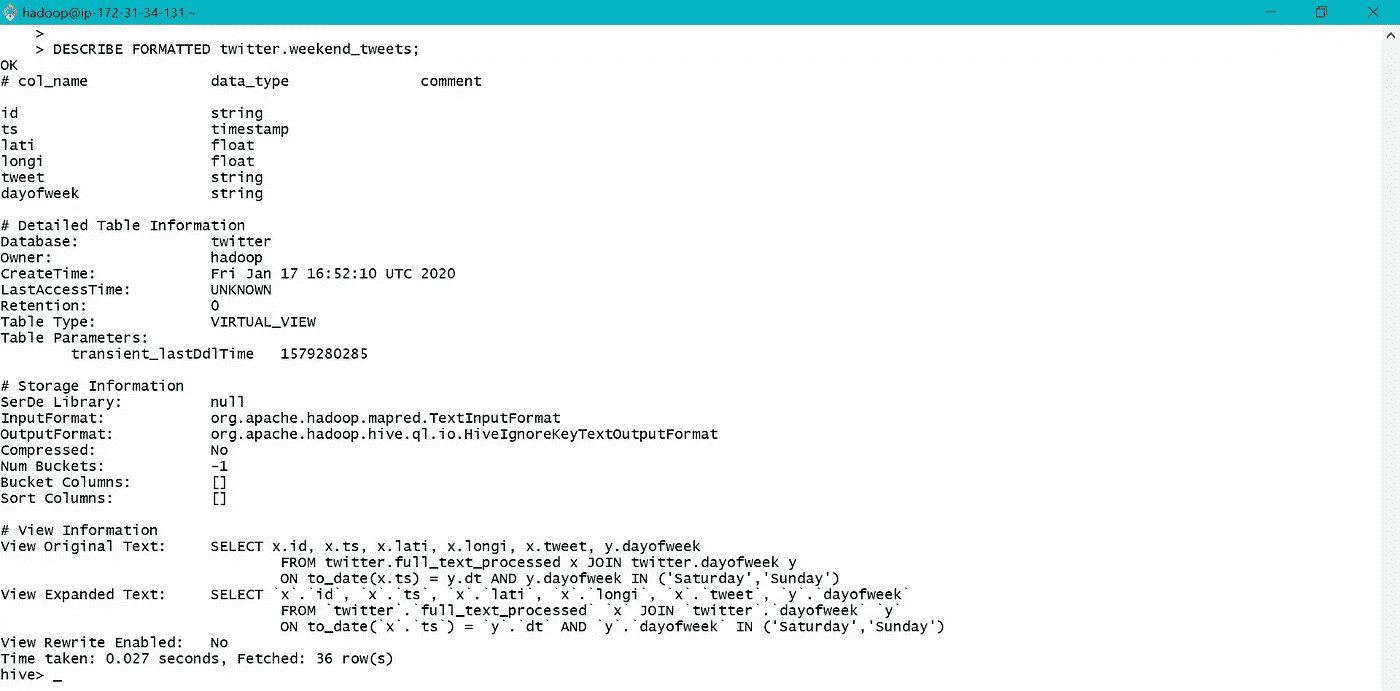 hadoop@ip-172-31-34-131:~
>
> DESCRIBE FORMATTED twitter.weekend_tweets;
OK
# col_name data_type comment
id string
ts timestamp
lati float
longi float
tweet string
dayofweek string
# Detailed Table Information
Database: twitter
Owner: hadoop
CreateTime: Fri Jan 17 16:52:10 UTC 2020
LastAccessTime: UNKNOWN
Retention: 0
Table Type: VIRTUAL_VIEW
Table Parameters:
transient_lastDdlTime 1579280285
# Storage Information
SerDe Library: null
InputFormat: org.apache.hadoop.mapred.TextInputFormat
OutputFormat: org.apache.hadoop.hive.ql.io.HiveIgnoreKeyTextOutputFormat
Compressed: No
Num Buckets: -1
Bucket Columns: []
Sort Columns: []
# View Information
View Original Text: SELECT x.id, x.ts, x.lati, x.longi, x.tweet, y.dayofweek
FROM twitter.full_text_processed x JOIN twitter.dayofweek y
ON to_date(x.ts) = y.dt AND y.dayofweek IN ('Saturday','Sunday')
View Expanded Text: SELECT `x`.`id`, `x`.`ts`, `x`.`lati`, `x`.`longi`, `x`.`tweet`, `y`.`dayofweek`
FROM `twitter`.`full_text_processed` `x` JOIN `twitter`.`dayofweek` `y`
ON to_date(`x`.`ts`) = `y`.`dt` AND `y`.`dayofweek` IN ('Saturday','Sunday')
View Rewrite Enabled: No
Time taken: 0.027 seconds, Fetched: 36 row(s)
hive> _